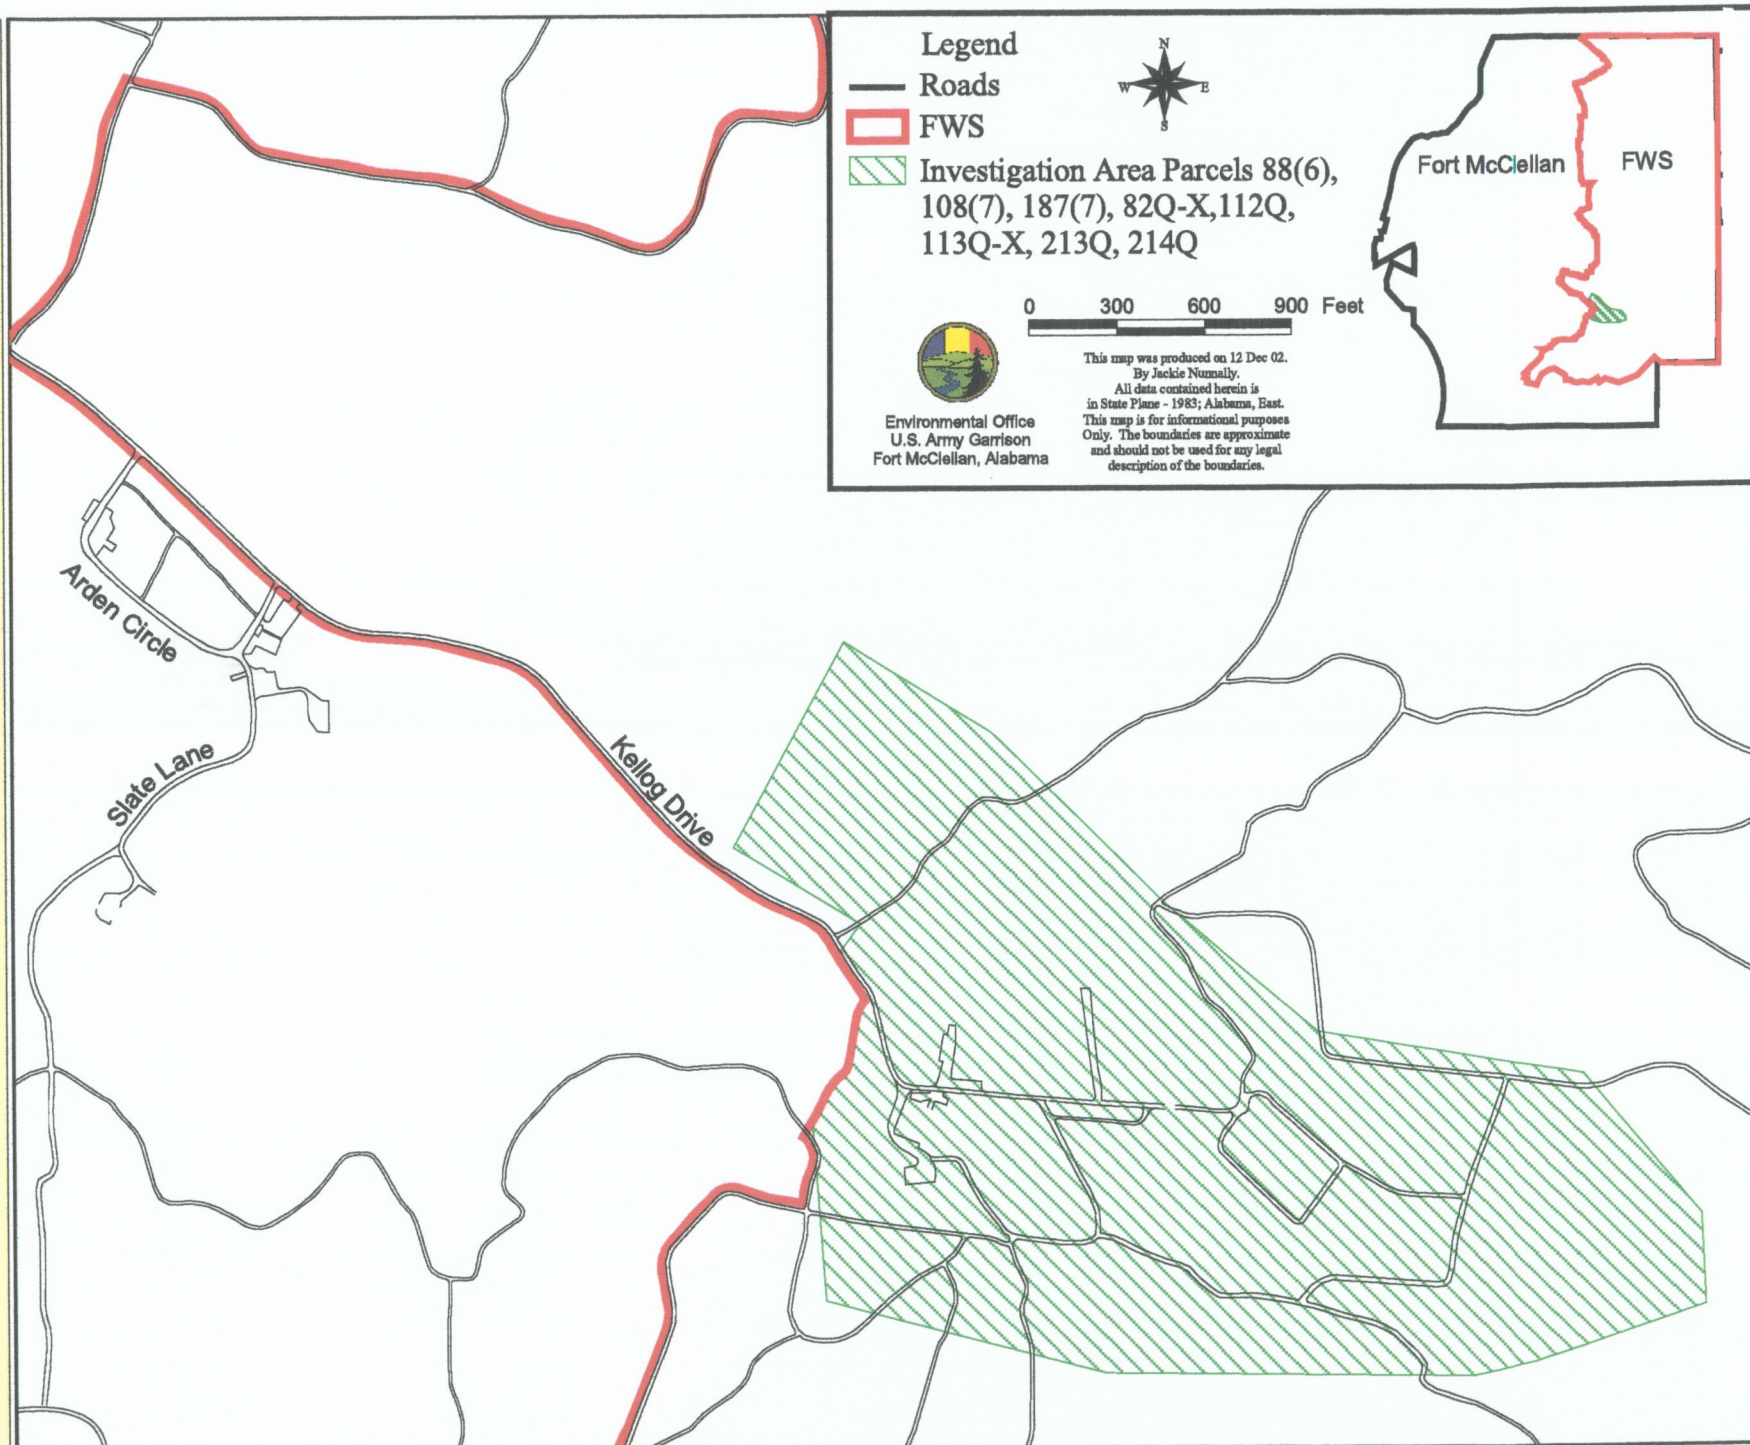 Legend
Roads
FWS
Investigation Area Parcels 88(6),
108(7), 187(7), 82Q-X,112Q,
113Q-X, 213Q, 214Q
N
W
E
S
0 300 600 900 Feet
This map was produced on 12 Dec 02.
By Jackie Nunnally.
All data contained herein is
in State Plane - 1983; Alabama, East.
This map is for informational purposes
Only. The boundaries are approximate
and should not be used for any legal
description of the boundaries.
Environmental Office
U.S. Army Garrison
Fort McClellan, Alabama
Fort McClellan
FWS
Arden Circle
Slate Lane
Kellog Drive